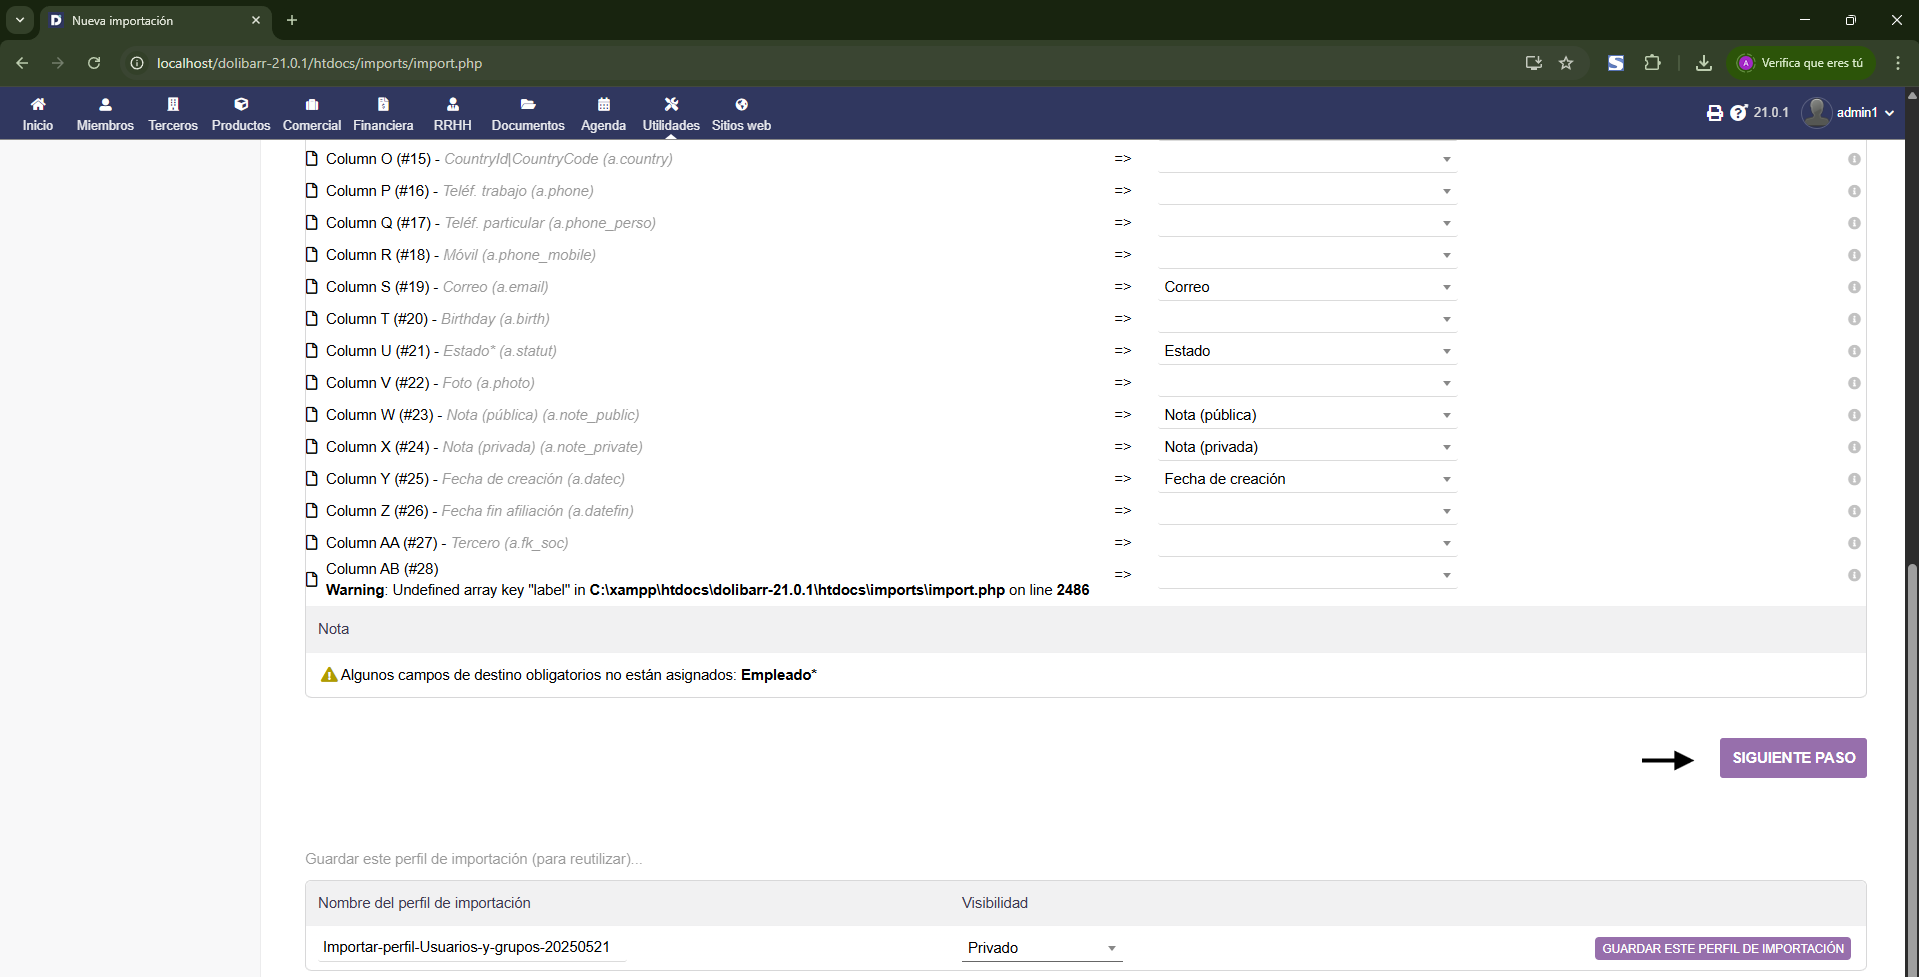 Nueva importación
localhost/dolibarr-21.0.1/htdocs/imports/import.php
A Verifica que eres tú
Inicio Miembros Terceros Productos Comercial Financiera RRHH Documentos Agenda Utilidades Sitios web
21.0.1 admin1
Column O (#15) - CountryId|CountryCode (a.country) =>
Column P (#16) - Teléf. trabajo (a.phone) =>
Column Q (#17) - Teléf. particular (a.phone_perso) =>
Column R (#18) - Móvil (a.phone_mobile) =>
Column S (#19) - Correo (a.email) => Correo
Column T (#20) - Birthday (a.birth) =>
Column U (#21) - Estado* (a.statut) => Estado
Column V (#22) - Foto (a.photo) =>
Column W (#23) - Nota (pública) (a.note_public) => Nota (pública)
Column X (#24) - Nota (privada) (a.note_private) => Nota (privada)
Column Y (#25) - Fecha de creación (a.datec) => Fecha de creación
Column Z (#26) - Fecha fin afiliación (a.datefin) =>
Column AA (#27) - Tercero (a.fk_soc) =>
Column AB (#28) =>
Warning: Undefined array key "label" in C:\xampp\htdocs\dolibarr-21.0.1\htdocs\imports\import.php on line 2486
Nota
Algunos campos de destino obligatorios no están asignados: Empleado*
SIGUIENTE PASO
Guardar este perfil de importación (para reutilizar)...
Nombre del perfil de importación Visibilidad
Importar-perfil-Usuarios-y-grupos-20250521 Privado GUARDAR ESTE PERFIL DE IMPORTACIÓN